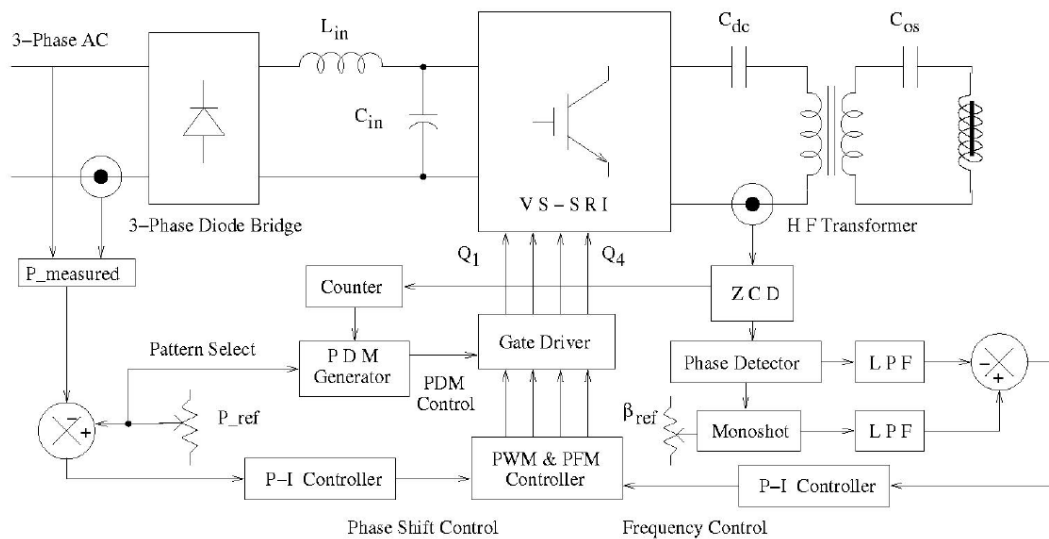 3-Phase AC
L_in
C_in
C_dc
C_os
VS-SRI
3-Phase Diode Bridge
H F Transformer
Q_1
Q_4
P_measured
Counter
Z C D
Pattern Select
P D M
Generator
Gate Driver
Phase Detector
L P F
-
+
PDM
Control
β_ref
Monoshot
L P F
-
+
P_ref
P-I Controller
PWM & PFM
Controller
P-I Controller
Phase Shift Control
Frequency Control